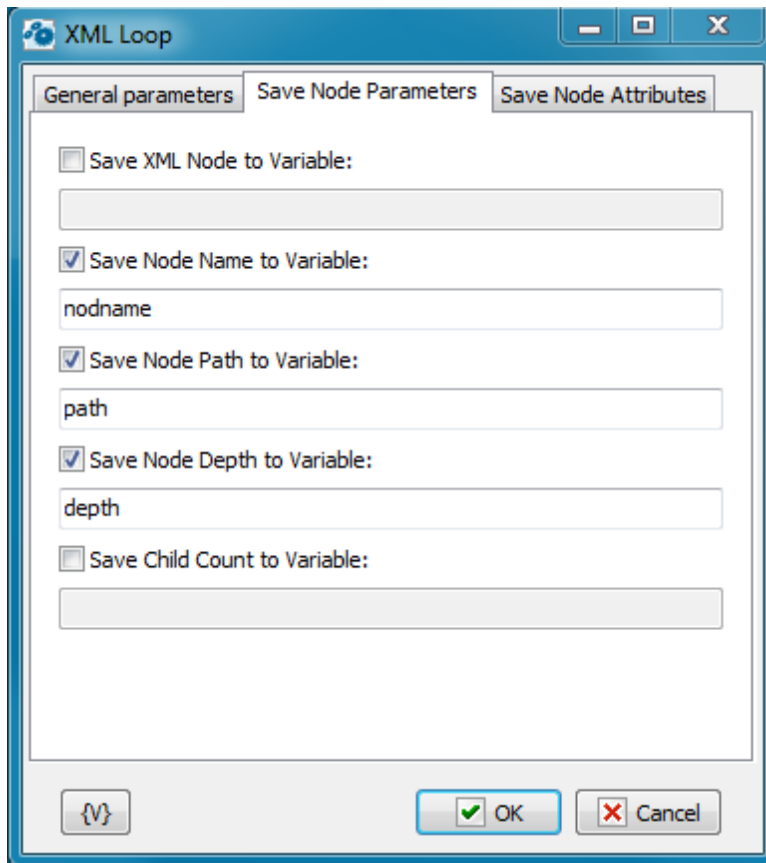 XML Loop
General parameters Save Node Parameters Save Node Attributes
Save XML Node to Variable:
Save Node Name to Variable:
nodname
Save Node Path to Variable:
path
Save Node Depth to Variable:
depth
Save Child Count to Variable:
{V} OK Cancel